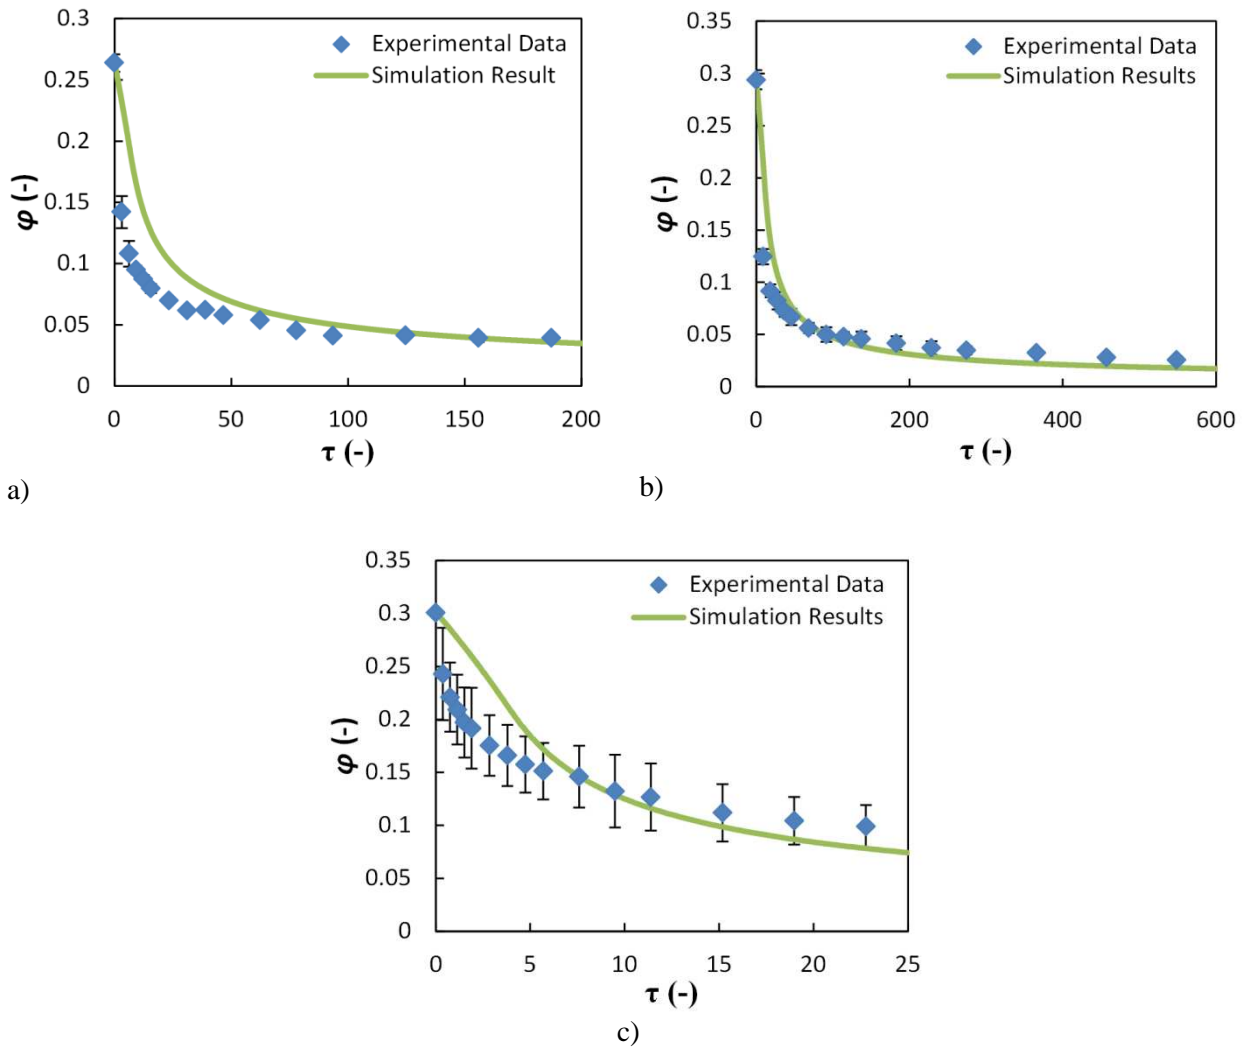 0.3
0.25
0.2
0.15
0.1
0.05
0
φ (-)
Experimental Data
Simulation Result
0 50 100 150 200
τ (-)
a)
0.35
0.3
0.25
0.2
0.15
0.1
0.05
0
φ (-)
Experimental Data
Simulation Results
0 200 400 600
τ (-)
b)
0.35
0.3
0.25
0.2
0.15
0.1
0.05
0
φ (-)
Experimental Data
Simulation Results
0 5 10 15 20 25
τ (-)
c)